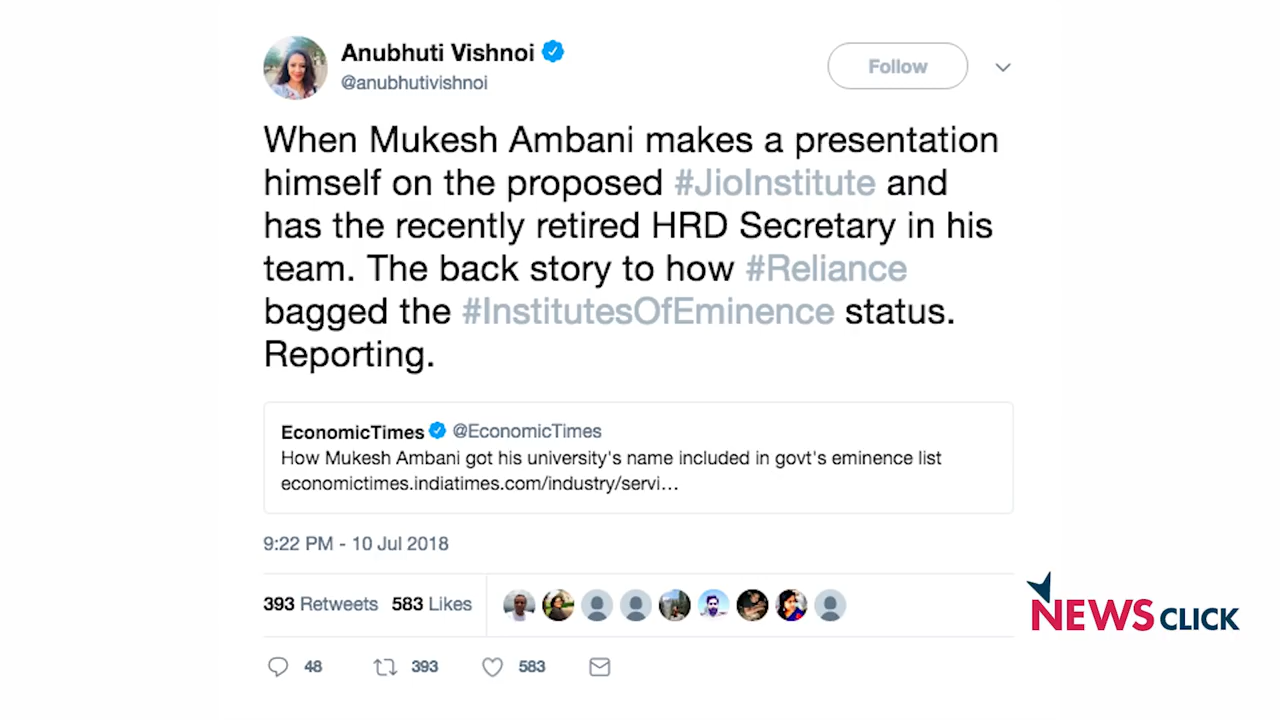 Anubhuti Vishnoi
@anubhutivishnoi
Follow
When Mukesh Ambani makes a presentation
himself on the proposed #JioInstitute and
has the recently retired HRD Secretary in his
team. The back story to how #Reliance
bagged the #InstitutesOfEminence status.
Reporting.
EconomicTimes @EconomicTimes
How Mukesh Ambani got his university's name included in govt's eminence list
economictimes.indiatimes.com/industry/servi...
9:22 PM - 10 Jul 2018
393 Retweets 583 Likes
NEWSCLICK
48 393 583